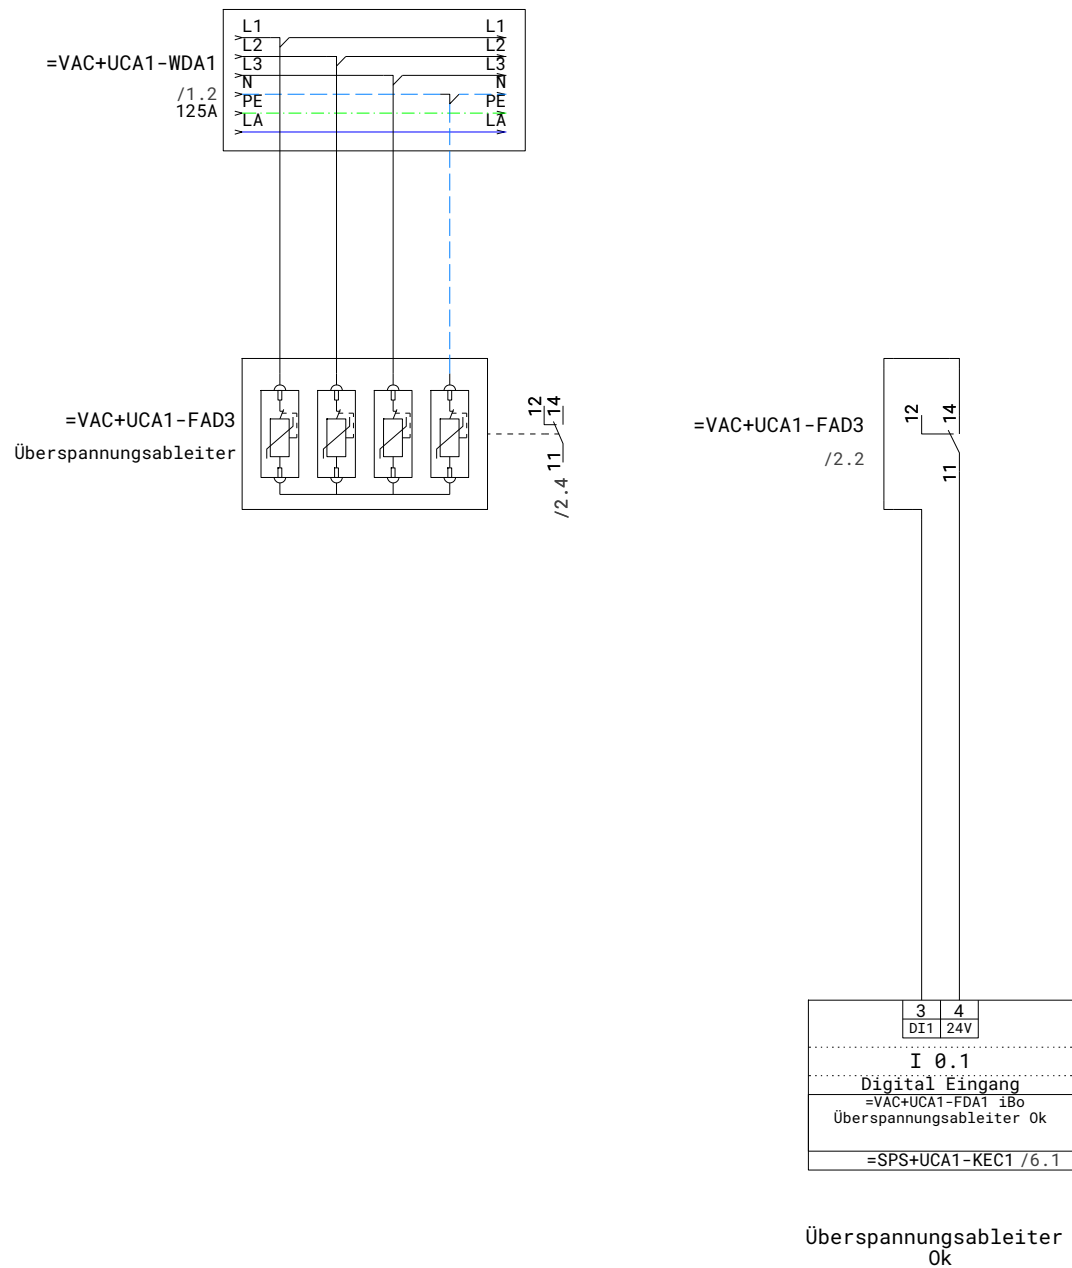 L1 L1
L2 L2
=VAC+UCA1-WDA1 L3 L3
/1.2 N N
125A PE PE
LA LA
=VAC+UCA1-FAD3
Überspannungsableiter
12 14
11
/2.4
=VAC+UCA1-FAD3
/2.2
12 14
11
3 4
DI1 24V
I 0.1
Digital Eingang
=VAC+UCA1-FDA1 iBo
Überspannungsableiter Ok
=SPS+UCA1-KEC1 /6.1
Überspannungsableiter
Ok